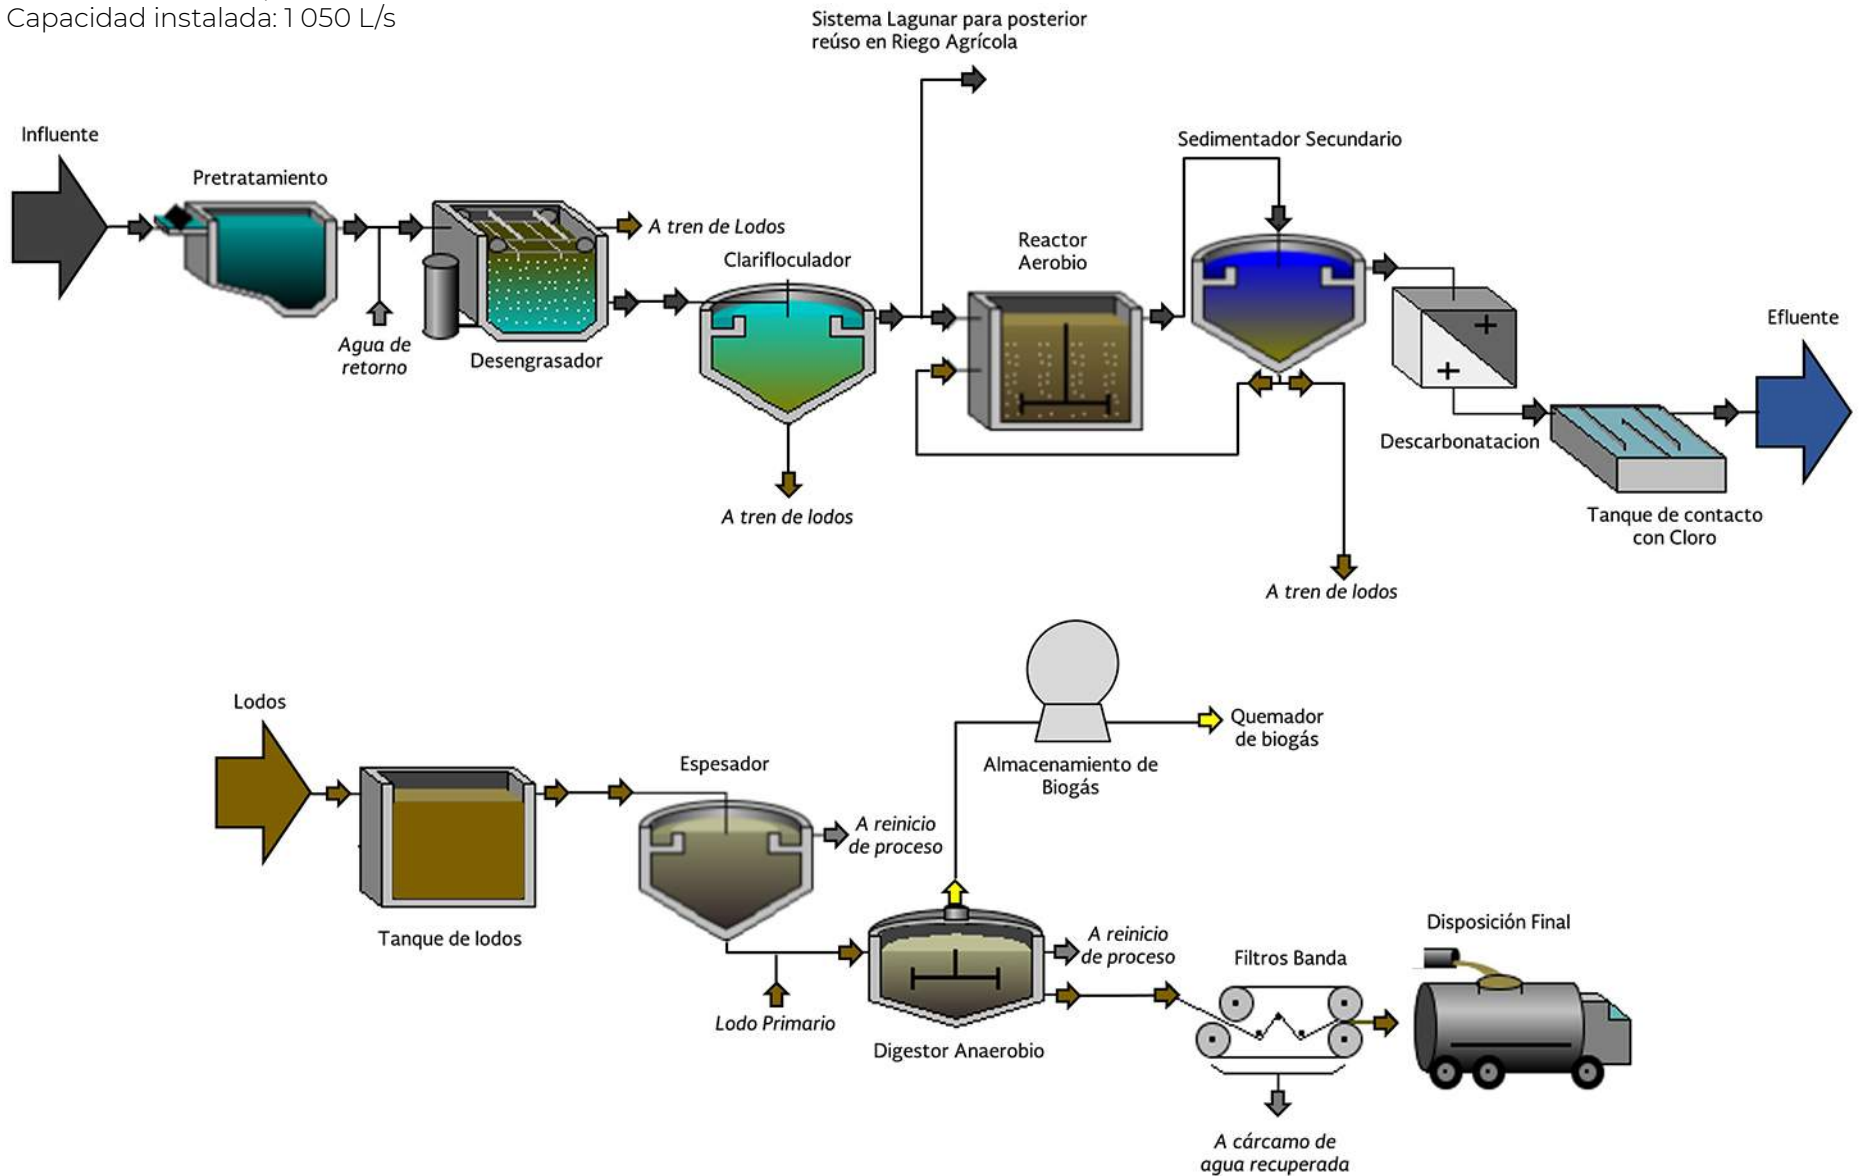 Capacidad instalada: 1 050 L/s
Sistema Lagunar para posterior
reúso en Riego Agrícola
Influente
Pretratamiento
Agua de
retorno
A tren de Lodos
Desengrasador
Clarifloculador
A tren de lodos
Reactor
Aerobio
Sedimentador Secundario
A tren de lodos
Descarbonatacion
Tanque de contacto
con Cloro
Efluente
Lodos
Tanque de lodos
Espesador
A reinicio
de proceso
Lodo Primario
Almacenamiento de
Biogás
Quemador
de biogás
Digestor Anaerobio
A reinicio
de proceso
Filtros Banda
A cárcamo de
agua recuperada
Disposición Final